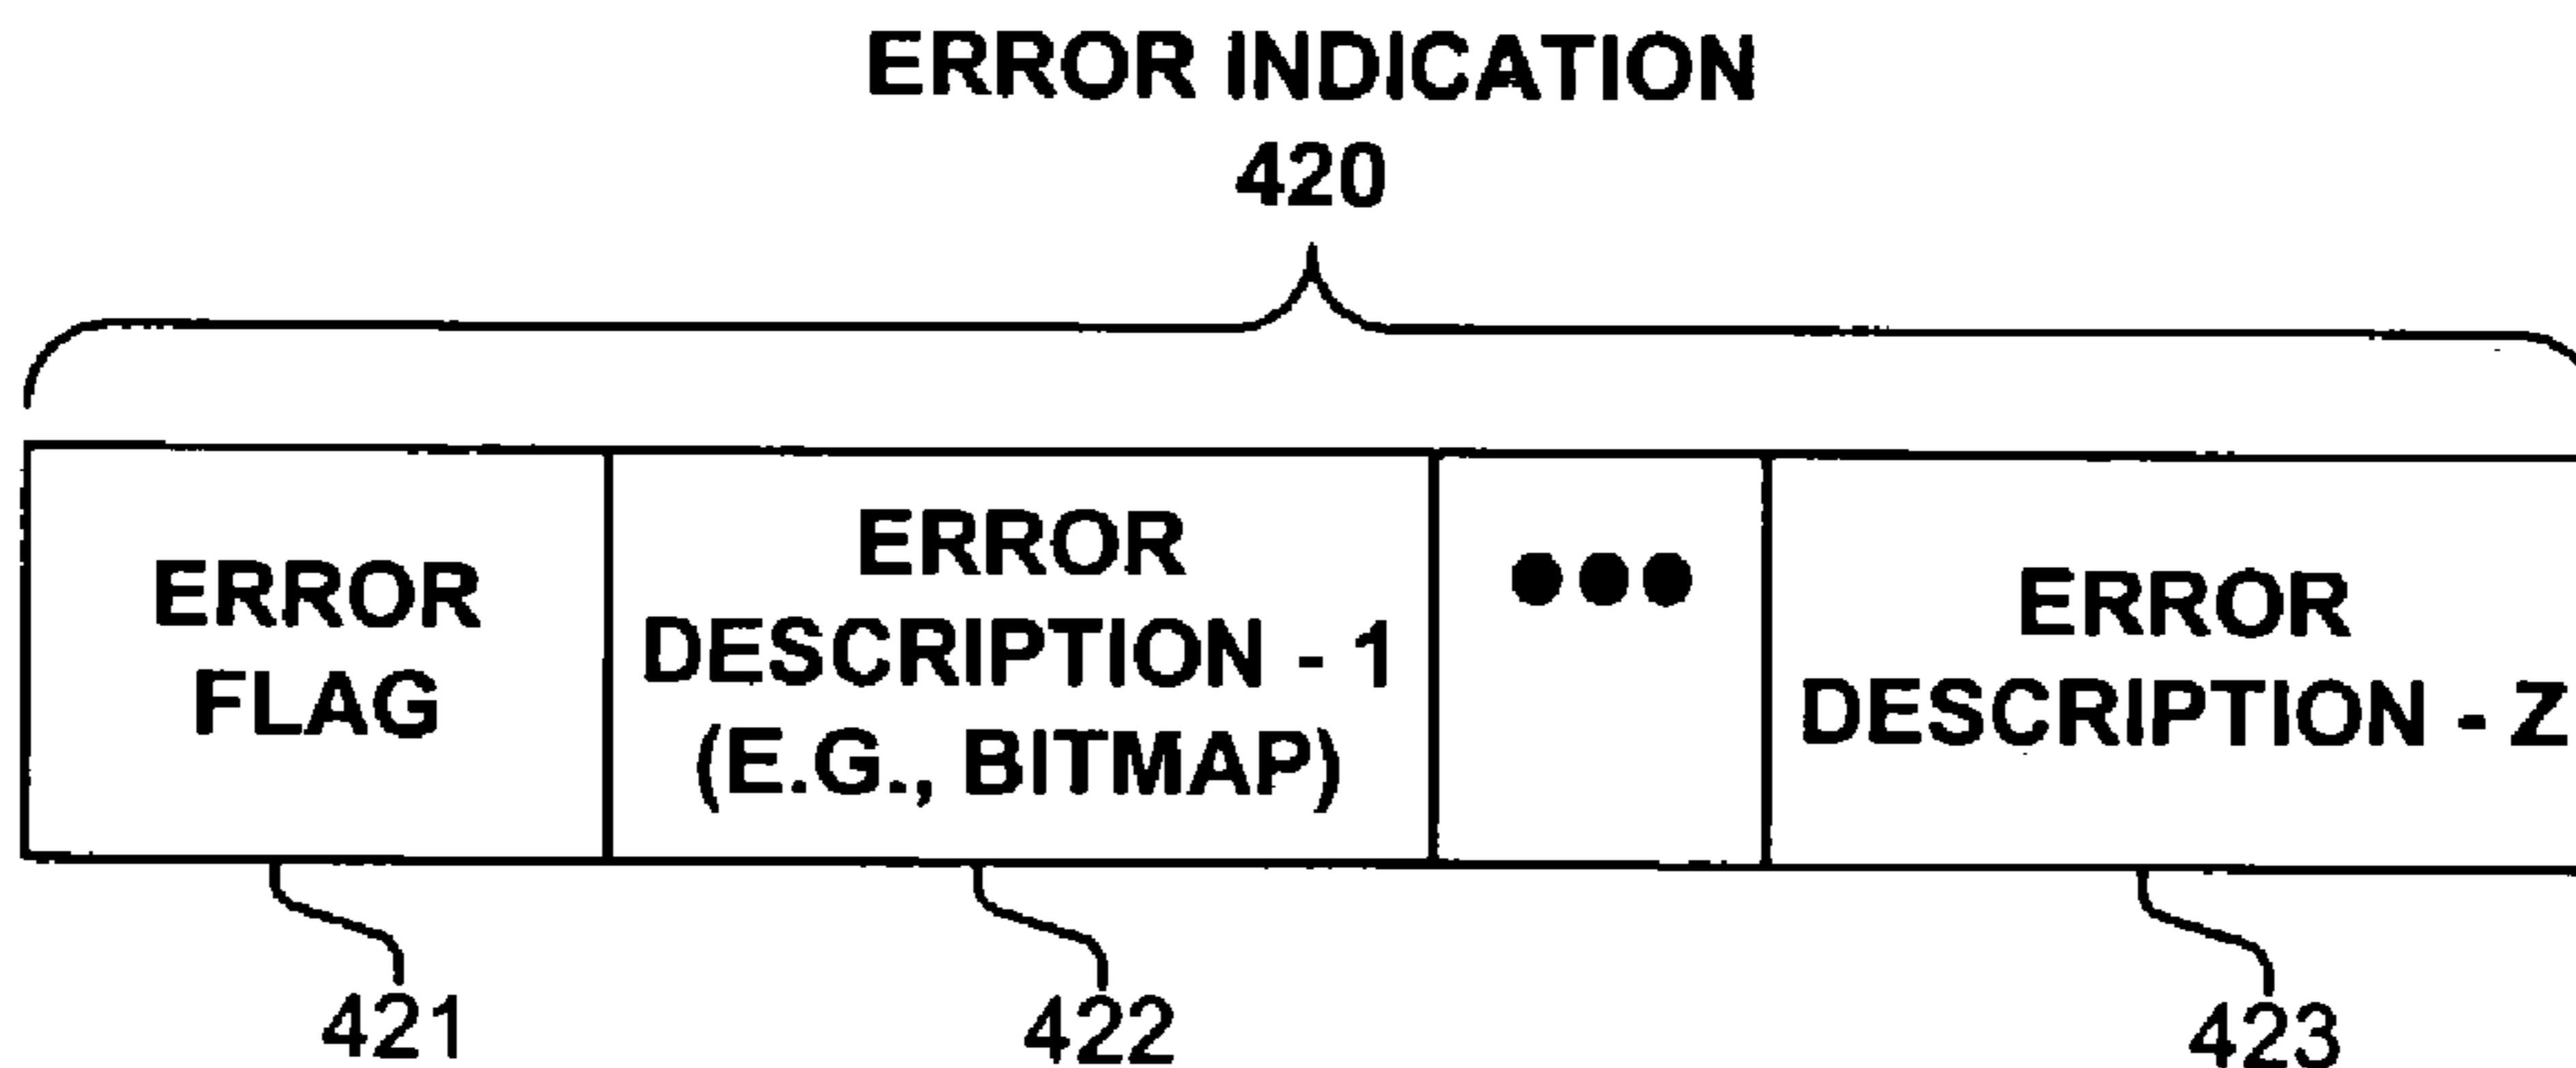 ERROR INDICATION
420
ERROR
FLAG
ERROR
DESCRIPTION - 1
(E.G., BITMAP)
●●●
ERROR
DESCRIPTION - Z
421
422
423